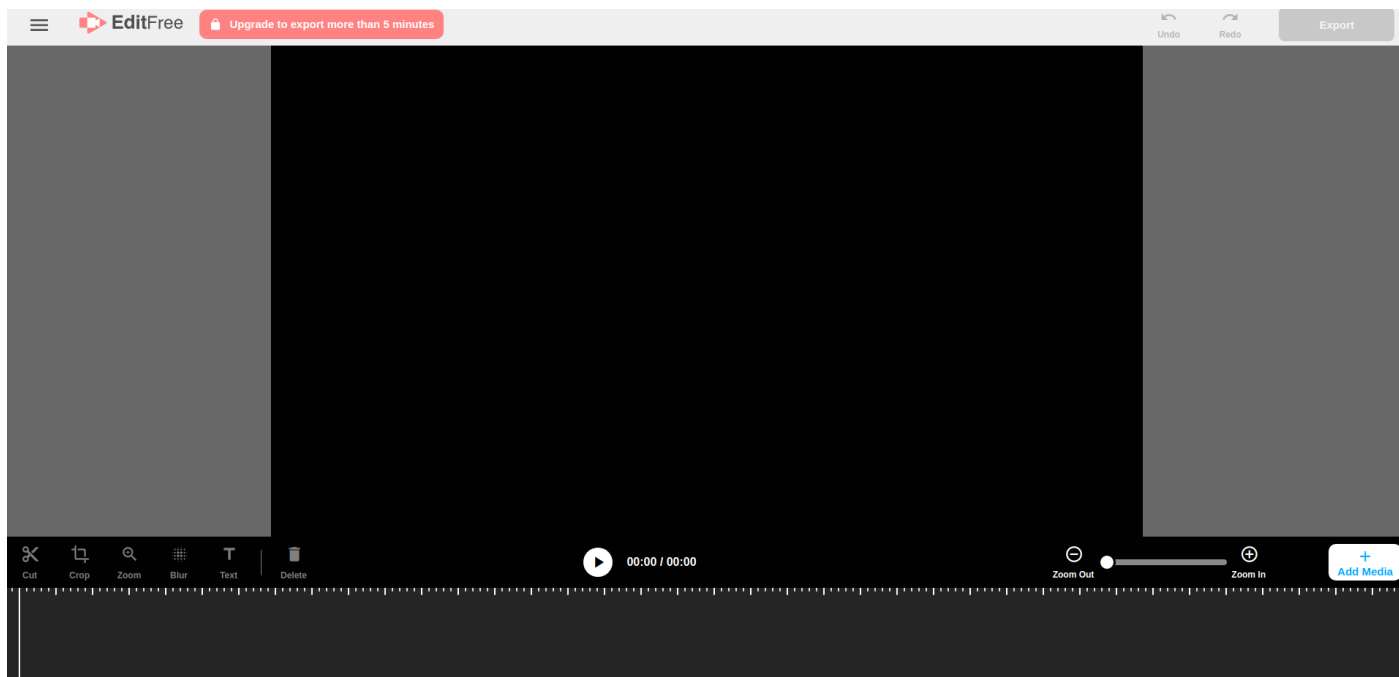 EditFree
Upgrade to export more than 5 minutes
Undo
Redo
Export
Cut
Crop
Zoom
Blur
Text
Delete
00:00 / 00:00
Zoom Out
Zoom In
Add Media